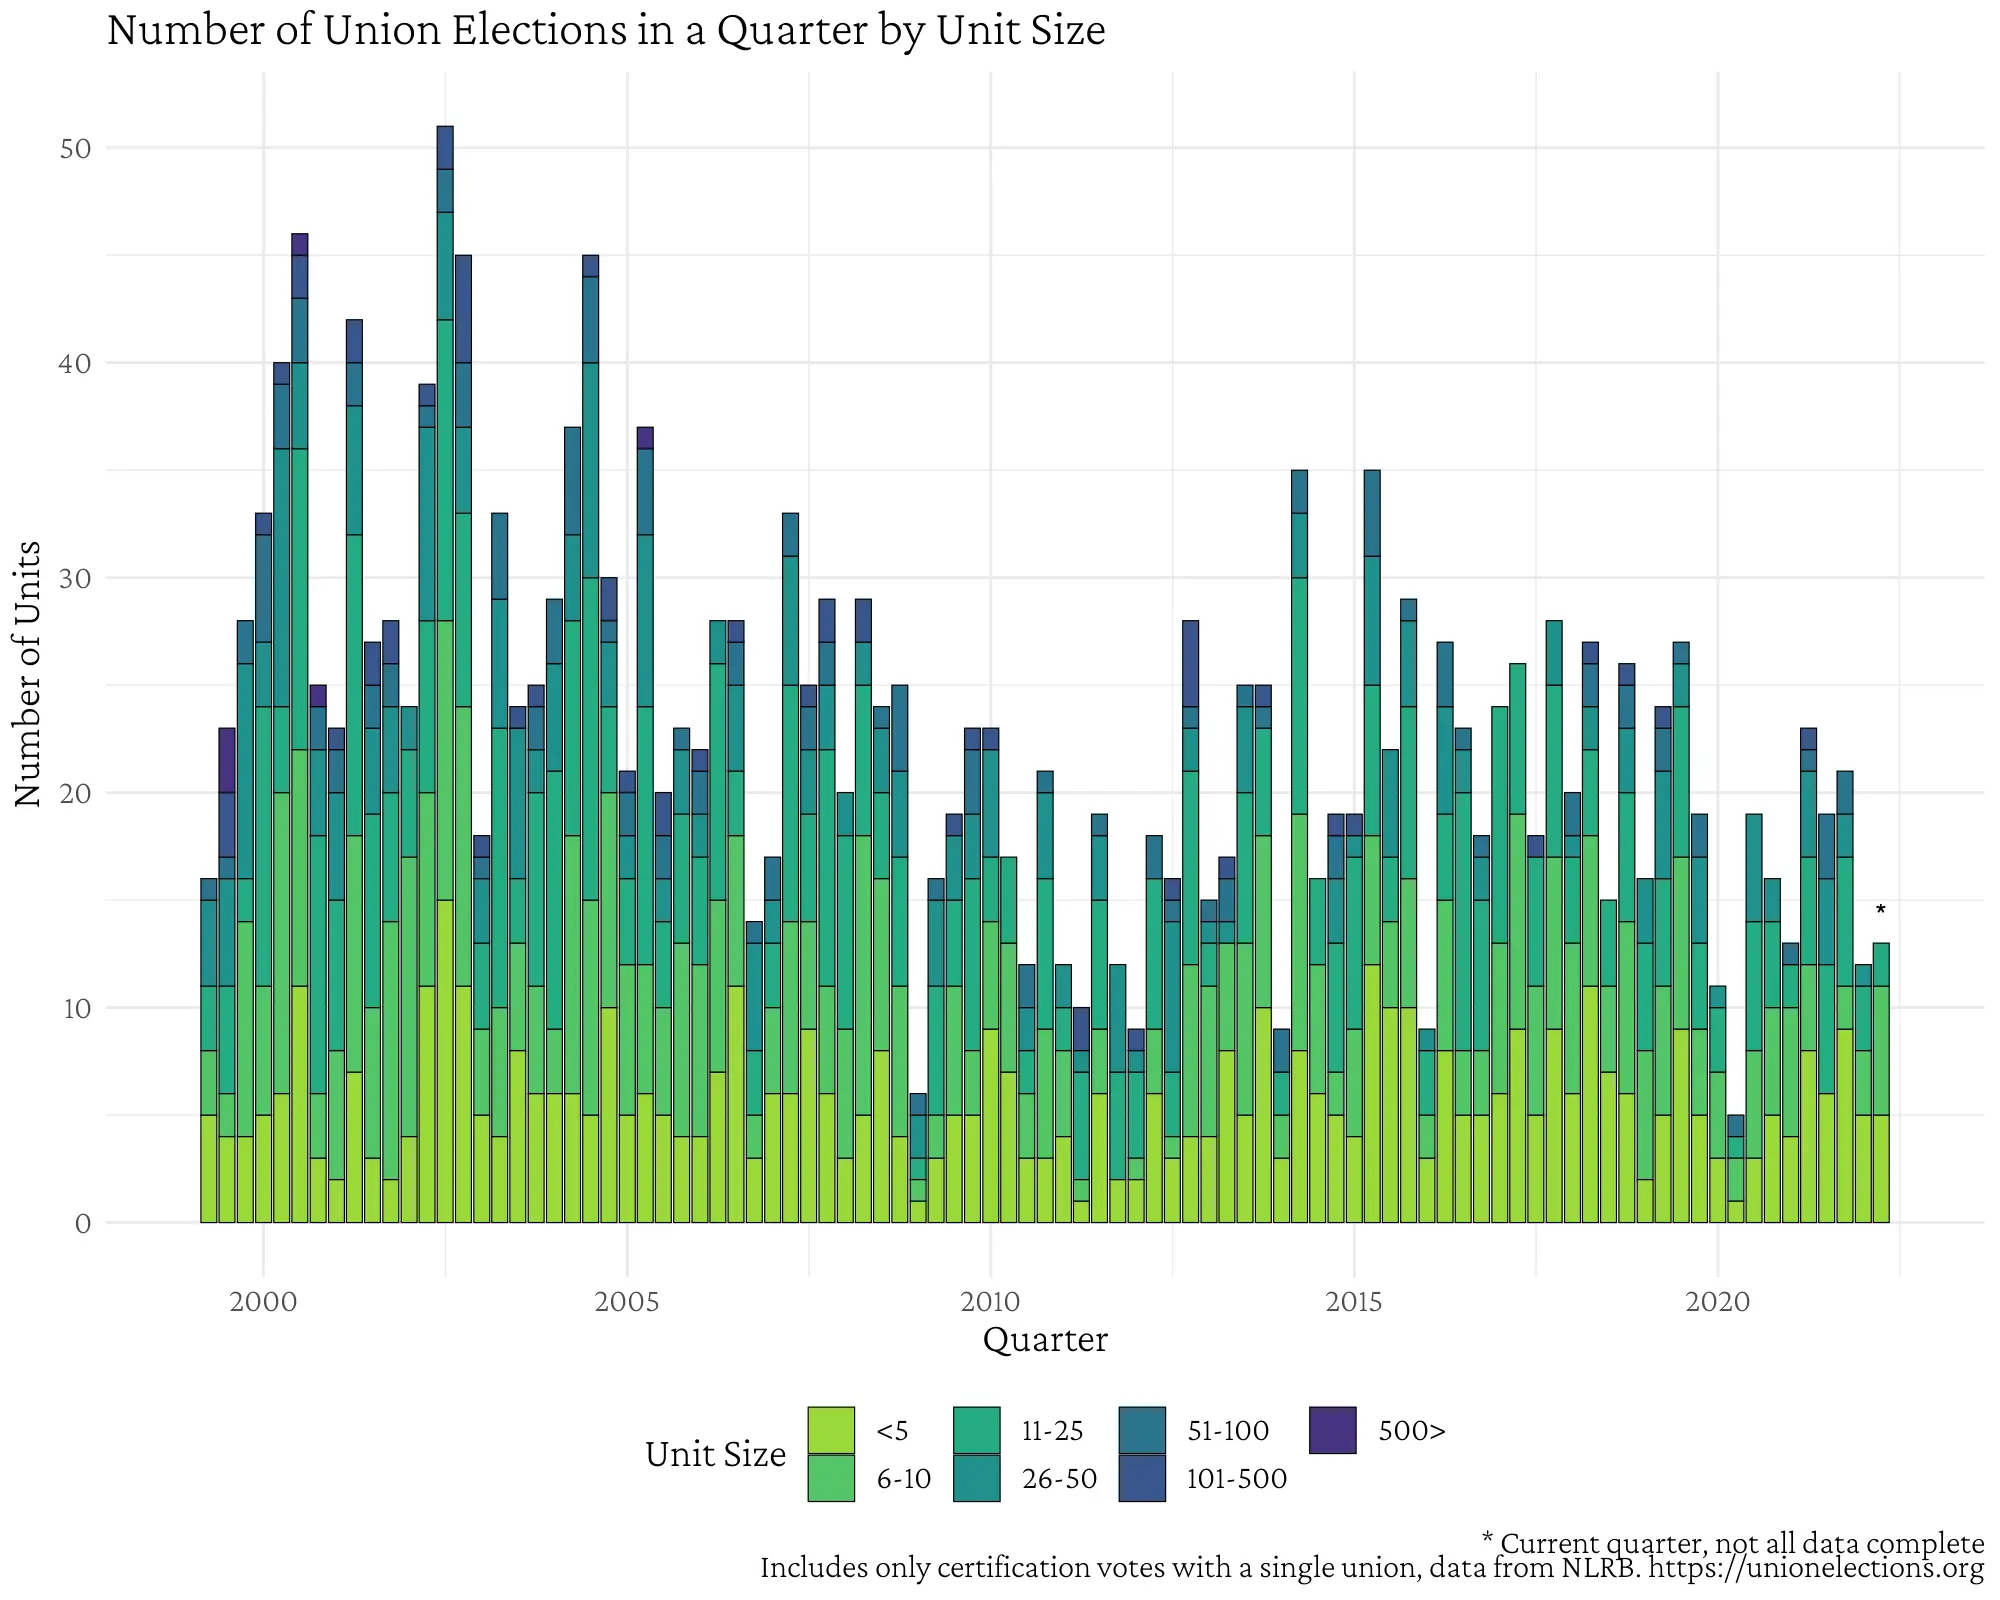 Number of Union Elections in a Quarter by Unit Size
Number of Units
50
40
30
20
10
0
*
2000 2005 2010 2015 2020
Quarter
Unit Size
<5 11-25 51-100 500>
6-10 26-50 101-500
* Current quarter, not all data complete
Includes only certification votes with a single union, data from NLRB. https://unionelections.org